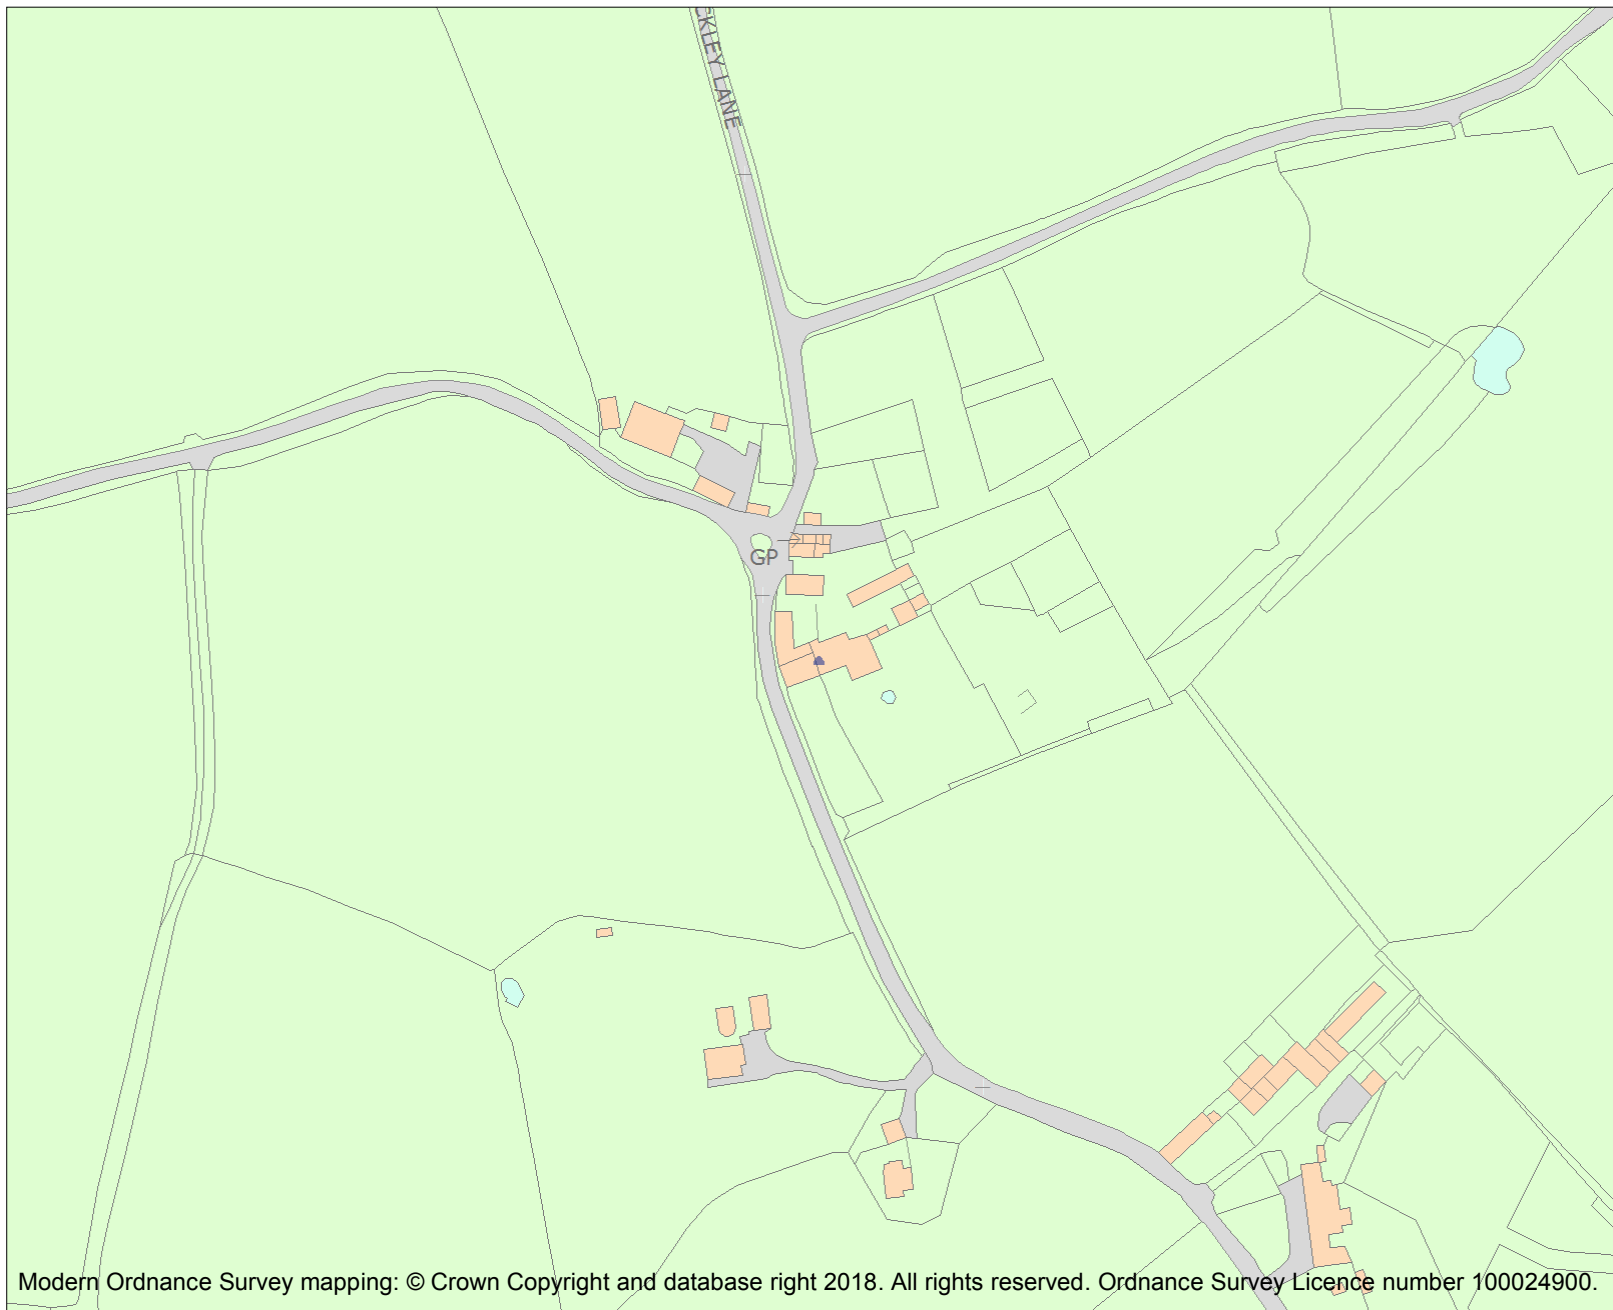 CKLEY LANE
GP
Modern Ordnance Survey mapping: © Crown Copyright and database right 2018. All rights reserved. Ordnance Survey Licence number 100024900.